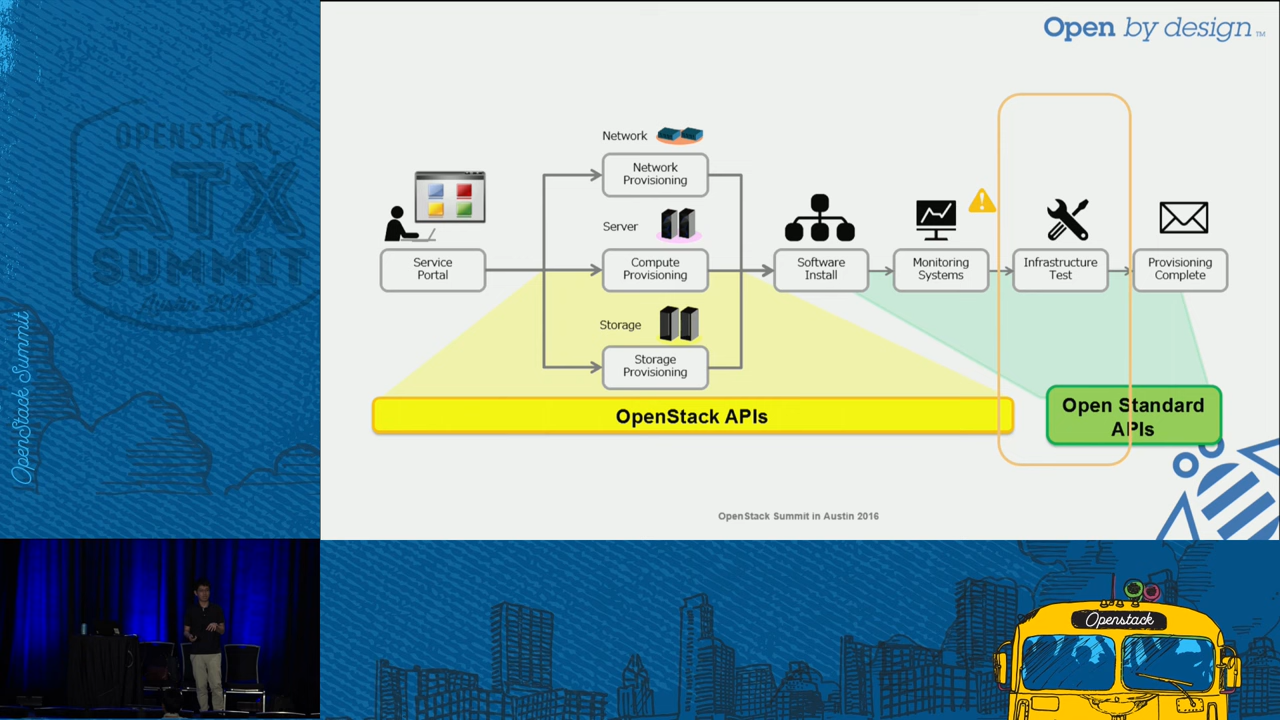 Open by design™
OPENSTACK
ATX
SUMMIT
Austin 2016
OpenStack Summit
Network
Network
Provisioning
Server
Service
Portal
Compute
Provisioning
Software
Install
Monitoring
Systems
Infrastructure
Test
Provisioning
Complete
Storage
Storage
Provisioning
OpenStack APIs
Open Standard
APIs
OpenStack Summit in Austin 2016
Openstack